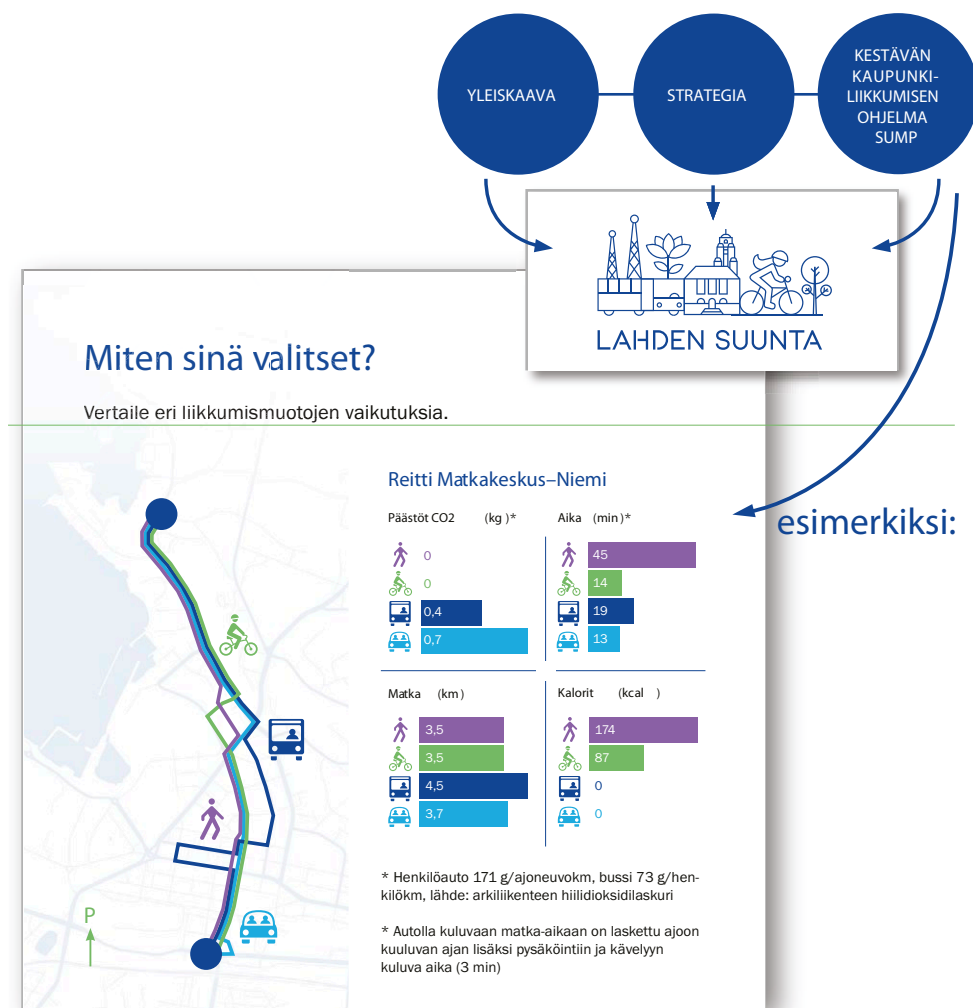 YLEISKAAVA
STRATEGIA
KESTÄVÄN
KAUPUNKI-
LIIKKUMISEN
OHJELMA
SUMP
LAHDEN SUUNTA
Miten sinä valitset?
Vertaile eri liikkumismuotojen vaikutuksia.
esimerkiksi:
Reitti Matkakeskus–Niemi
Päästöt CO2 (kg )*
0
0
0,4
0,7
Aika (min)*
45
14
19
13
Matka (km)
3,5
3,5
4,5
3,7
Kalorit (kcal )
174
87
0
0
* Henkilöauto 171 g/ajoneuvokm, bussi 73 g/hen-
kilökm, lähde: arkiliikenteen hiilidioksidilaskuri
* Autolla kuluvaan matka-aikaan on laskettu ajoon
kuuluvan ajan lisäksi pysäköintiin ja kävelyyn
kuluva aika (3 min)
P